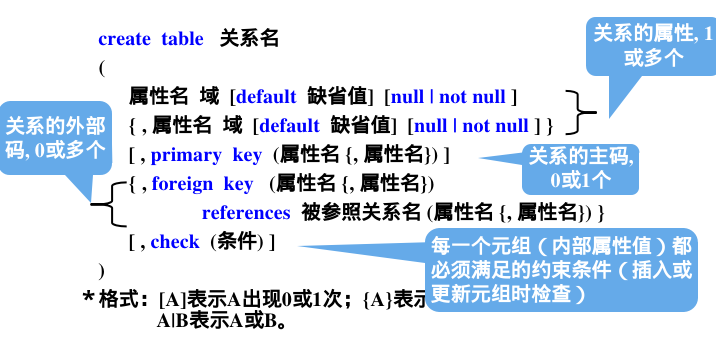 create table 关系名
(
属性名 域 [default 缺省值] [null | not null ]
{ , 属性名 域 [default 缺省值] [null | not null ] }
[ , primary key (属性名 {, 属性名}) ]
{ , foreign key (属性名 {, 属性名})
references 被参照关系名 (属性名 {, 属性名}) }
[ , check (条件) ]
)
关系的属性, 1
或多个
关系的外部
码, 0或多个
关系的主码,
0或1个
每一个元组（内部属性值）都
必须满足的约束条件（插入或
更新元组时检查）
*格式：[A]表示A出现0或1次；{A}表示
A|B表示A或B。